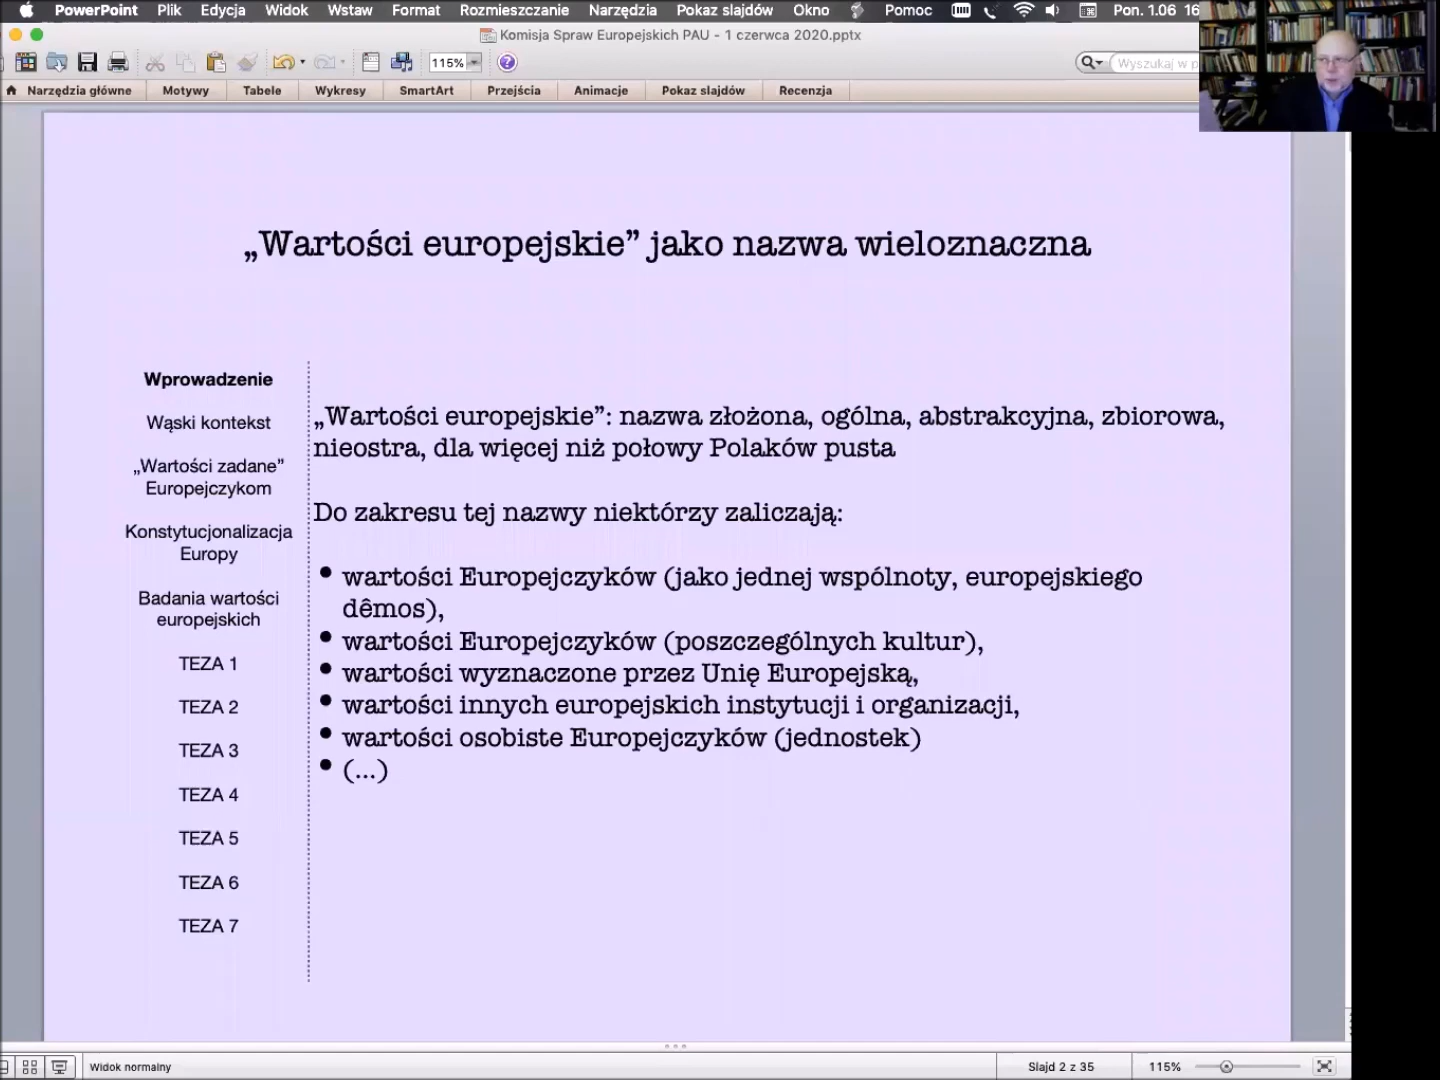 PowerPoint Plik Edycja Widok Wstaw Format Rozmieszczanie Narzędzia Pokaz slajdów Okno Pomoc Pon. 1.06 16
Komisja Spraw Europejskich PAU - 1 czerwca 2020.pptx
115% Wyszukaj w p
Narzędzia główne Motywy Tabele Wykresy SmartArt Przejścia Animacje Pokaz slajdów Recenzja
„Wartości europejskie” jako nazwa wieloznaczna
Wprowadzenie
Wąski kontekst
„Wartości zadane”
Europejczykom
Konstytucjonalizacja
Europy
Badania wartości
europejskich
TEZA 1
TEZA 2
TEZA 3
TEZA 4
TEZA 5
TEZA 6
TEZA 7
„Wartości europejskie”: nazwa złożona, ogólna, abstrakcyjna, zbiorowa,
nieostra, dla więcej niż połowy Polaków pusta
Do zakresu tej nazwy niektórzy zaliczają:
• wartości Europejczyków (jako jednej wspólnoty, europejskiego
dêmos),
• wartości Europejczyków (poszczególnych kultur),
• wartości wyznaczone przez Unię Europejską,
• wartości innych europejskich instytucji i organizacji,
• wartości osobiste Europejczyków (jednostek)
• (...)
Widok normalny Slajd 2 z 35 115%